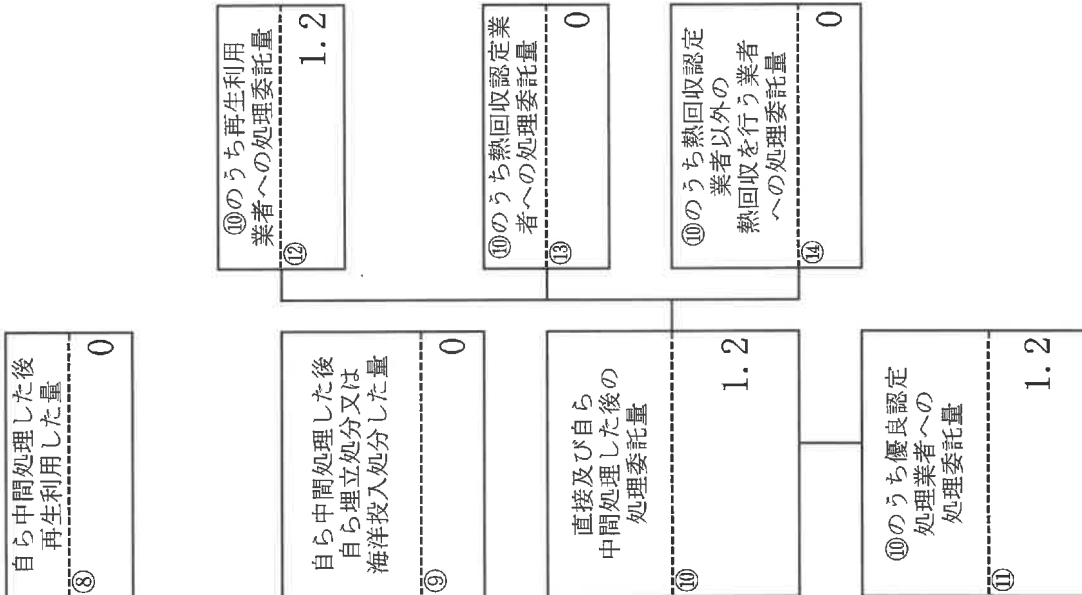 自ら中間処理した後
再生利用した量
⑧
0
自ら中間処理した後
自ら埋立処分又は
海洋投入処分した量
⑨
0
直接及び自ら
中間処理した後の
処理委託量
⑩
1.2
⑩のうち優良認定
処理業者への
処理委託量
⑪
1.2
⑩のうち再生利用
業者への処理委託量
⑫
1.2
⑩のうち熱回収認定業
者への処理委託量
⑬
0
⑩のうち熱回収認定
業者以外の
熱回収を行う業者
への処理委託量
⑭
0